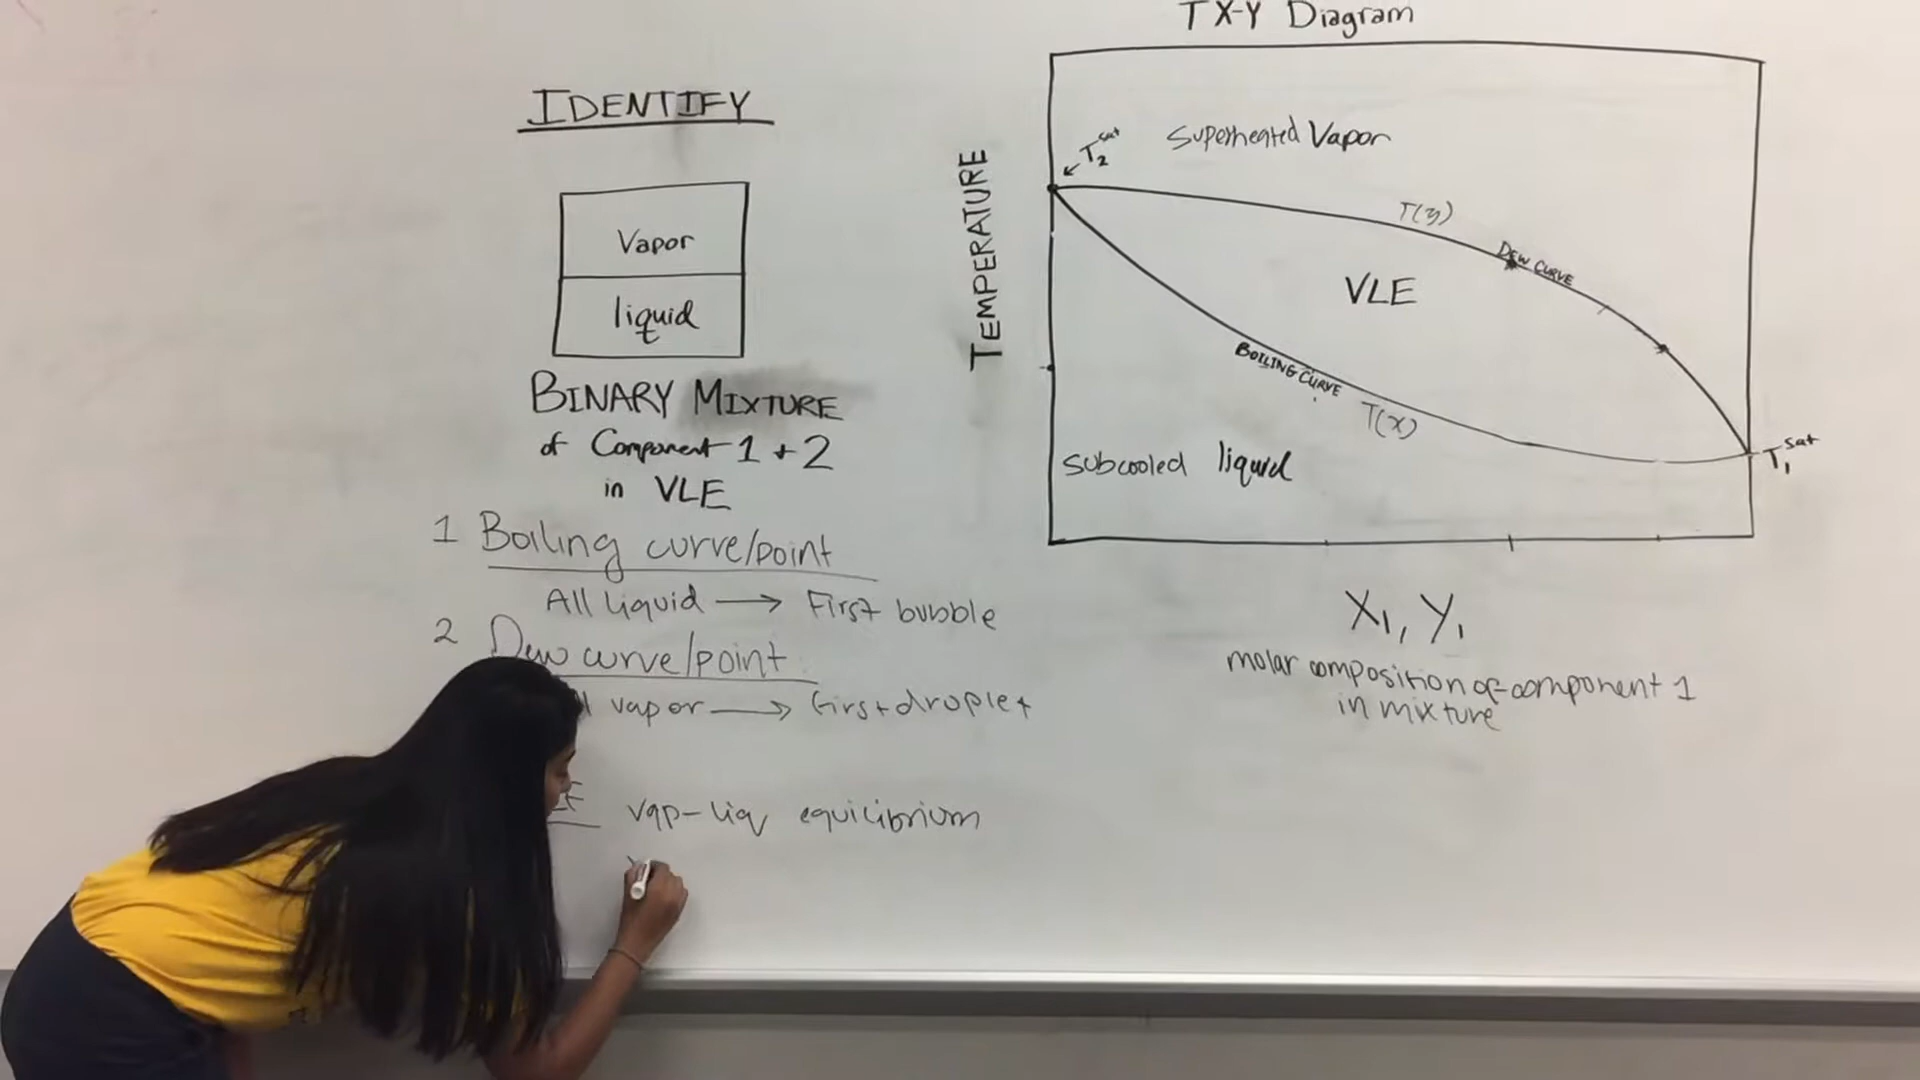 IDENTIFY
Vapor
liquid
BINARY MIXTURE
of Component 1 + 2
in VLE
1 Boiling curve/point
All liquid → First bubble
2 Dew curve/point
vapor → first droplet
vap-liq equilibrium
TX-Y Diagram
TEMPERATURE
T₂ˢᵃᵗ
Superheated Vapor
T(y)
DEW CURVE
VLE
BOILING CURVE
T(x)
subcooled liquid
T₁ˢᵃᵗ
X₁, Y₁
molar composition of component 1
in mixture